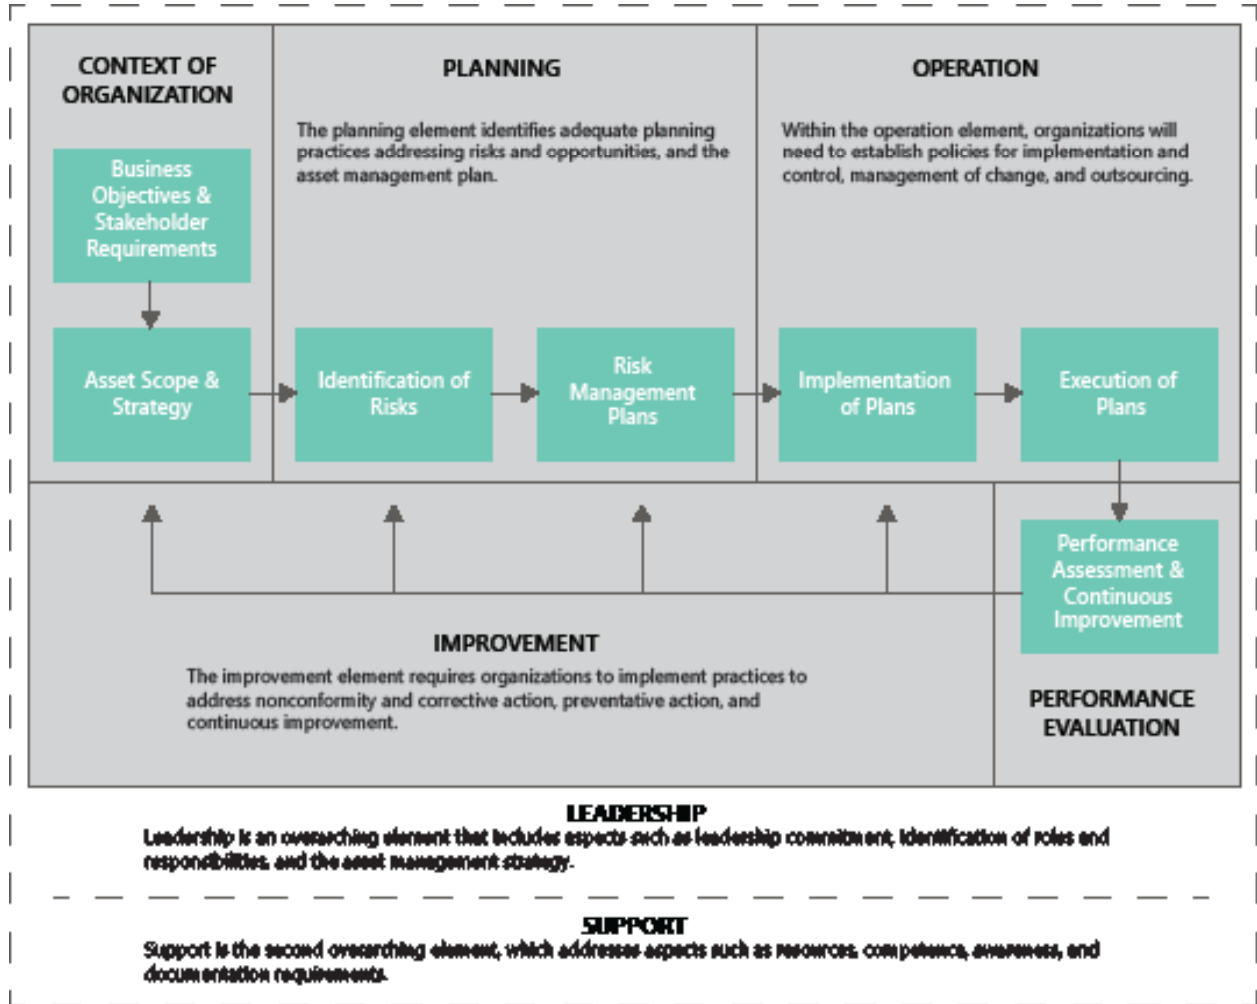 CONTEXT OF
ORGANIZATION
Business
Objectives &
Stakeholder
Requirements
Asset Scope &
Strategy
PLANNING
The planning element identifies adequate planning
practices addressing risks and opportunities, and the
asset management plan.
Identification of
Risks
Risk
Management
Plans
OPERATION
Within the operation element, organizations will
need to establish policies for implementation and
control, management of change, and outsourcing.
Implementation
of Plans
Execution of
Plans
Performance
Assessment &
Continuous
Improvement
PERFORMANCE
EVALUATION
IMPROVEMENT
The improvement element requires organizations to implement practices to
address nonconformity and corrective action, preventative action, and
continuous improvement.
LEADERSHIP
Leadership is an overarching element that includes aspects such as leadership commitment, identification of roles and
responsibilities, and the asset management strategy.
SUPPORT
Support is the second overarching element, which addresses aspects such as resources, competence, awareness, and
documentation requirements.